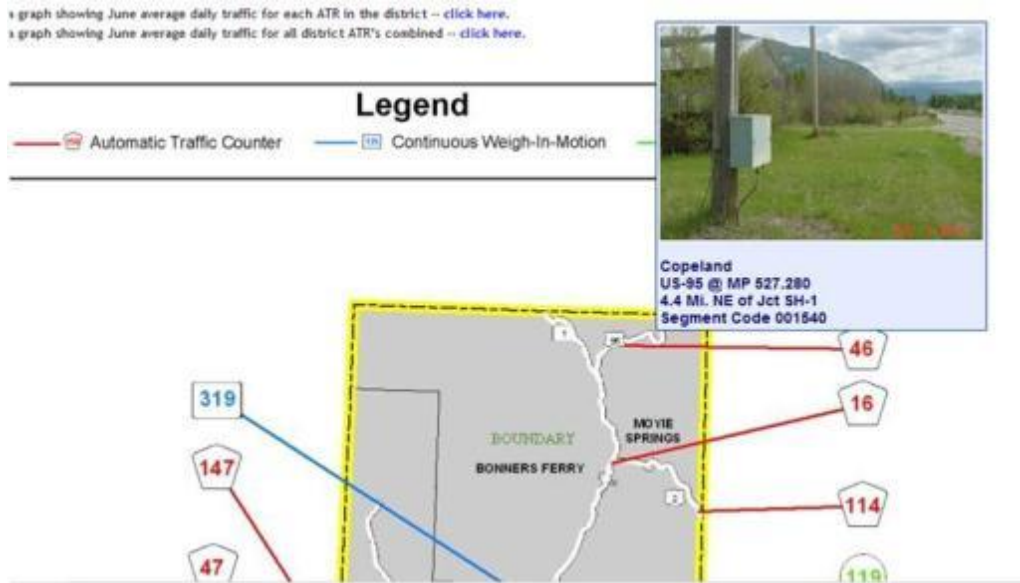 a graph showing June average daily traffic for each ATR in the district -- click here.
a graph showing June average daily traffic for all district ATR's combined -- click here.
Legend
Automatic Traffic Counter
Continuous Weigh-In-Motion
Copeland
US-95 @ MP 527.280
4.4 Mi. NE of Jct SH-1
Segment Code 001540
1
95
46
319
16
MOYIE
SPRINGS
BOUNDARY
BONNERS FERRY
147
2
114
47
119